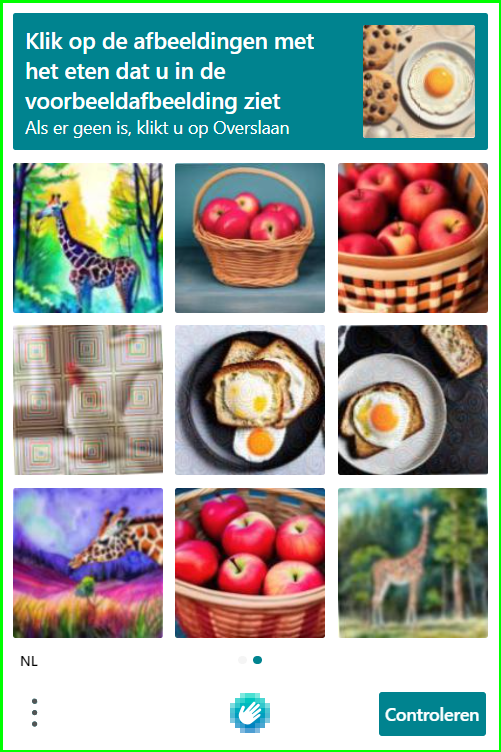 Klik op de afbeeldingen met
het eten dat u in de
voorbeeldafbeelding ziet
Als er geen is, klikt u op Overslaan
NL
Controleren